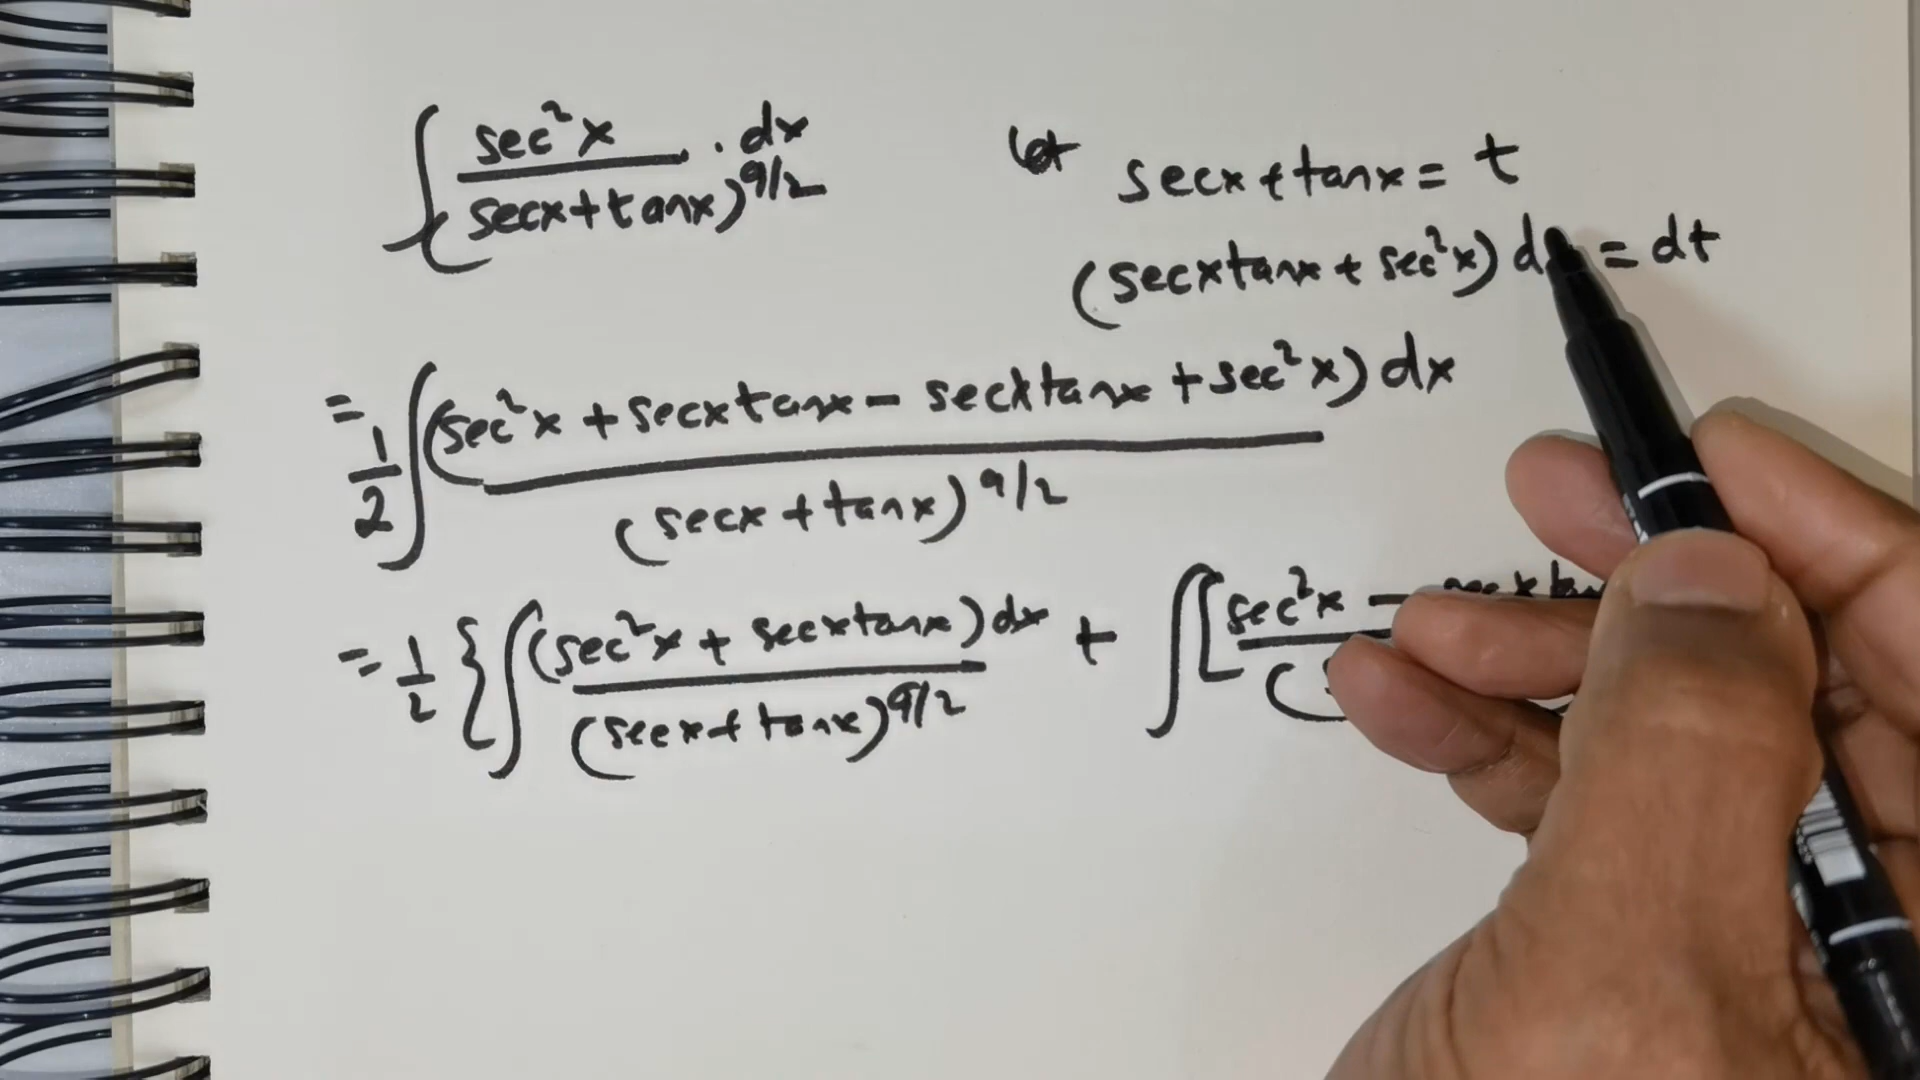 ∫ sec²x / (secx+tanx)^9/2 . dx
let secx+tanx = t
(secxtanx + sec²x) dx = dt
= 1/2 ∫ (sec²x + secxtanx - secxtanx + sec²x) dx / (secx + tanx)^9/2
= 1/2 { ∫ (sec²x + secxtanx) dx / (secx+tanx)^9/2 + ∫ [sec²x -